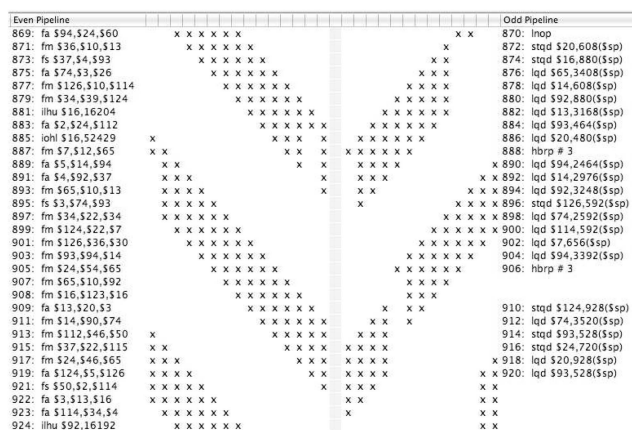 Even Pipeline Odd Pipeline
869: fa $94,$24,$60 870: lnop
871: fm $36,$10,$13 872: stqd $20,608($sp)
873: fs $37,$4,$93 874: stqd $16,880($sp)
875: fa $74,$3,$26 876: lqd $65,3408($sp)
877: fm $126,$10,$114 878: lqd $14,608($sp)
879: fm $34,$39,$124 880: lqd $92,880($sp)
881: ilhu $16,16204 882: lqd $13,3168($sp)
883: fa $2,$24,$112 884: lqd $93,464($sp)
885: iohl $16,52429 886: lqd $20,480($sp)
887: fm $7,$12,$65 888: hbrp # 3
889: fa $5,$14,$94 890: lqd $94,2464($sp)
891: fa $4,$92,$37 892: lqd $14,2976($sp)
893: fm $65,$10,$13 894: lqd $92,3248($sp)
895: fs $3,$74,$93 896: stqd $126,592($sp)
897: fm $34,$22,$34 898: lqd $74,2592($sp)
899: fm $124,$22,$7 900: lqd $114,592($sp)
901: fm $126,$36,$30 902: lqd $7,656($sp)
903: fm $93,$94,$14 904: lqd $94,3392($sp)
905: fm $24,$54,$65 906: hbrp # 3
907: fm $65,$10,$92
908: fm $16,$123,$16
909: fa $13,$20,$3 910: stqd $124,928($sp)
911: fm $14,$90,$74 912: lqd $74,3520($sp)
913: fm $112,$46,$50 914: stqd $93,528($sp)
915: fm $37,$22,$115 916: stqd $24,720($sp)
917: fm $24,$46,$65 918: lqd $20,928($sp)
919: fa $124,$5,$126 920: lqd $93,528($sp)
921: fs $50,$2,$114
922: fa $3,$13,$16
923: fa $114,$34,$4
924: ilhu $92,16192